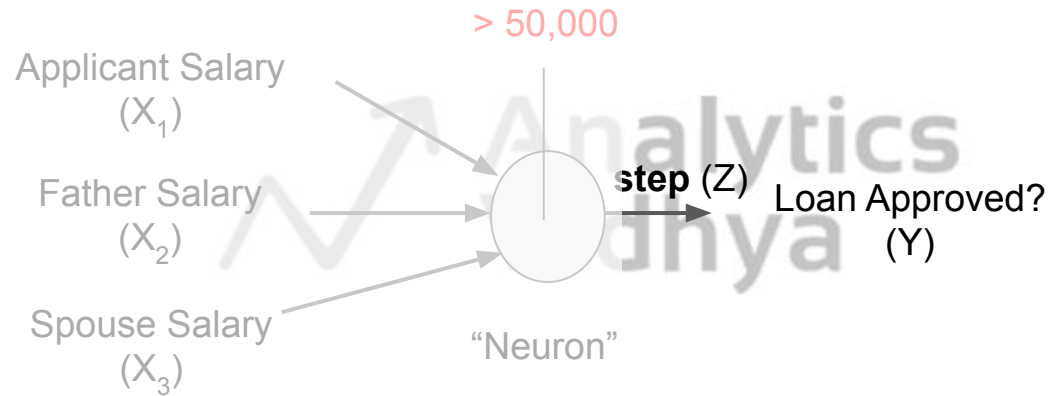 > 50,000
Applicant Salary
(X₁)
Analytics
Vidhya
Father Salary
(X₂)
step (Z)
Loan Approved?
(Y)
Spouse Salary
(X₃)
“Neuron”